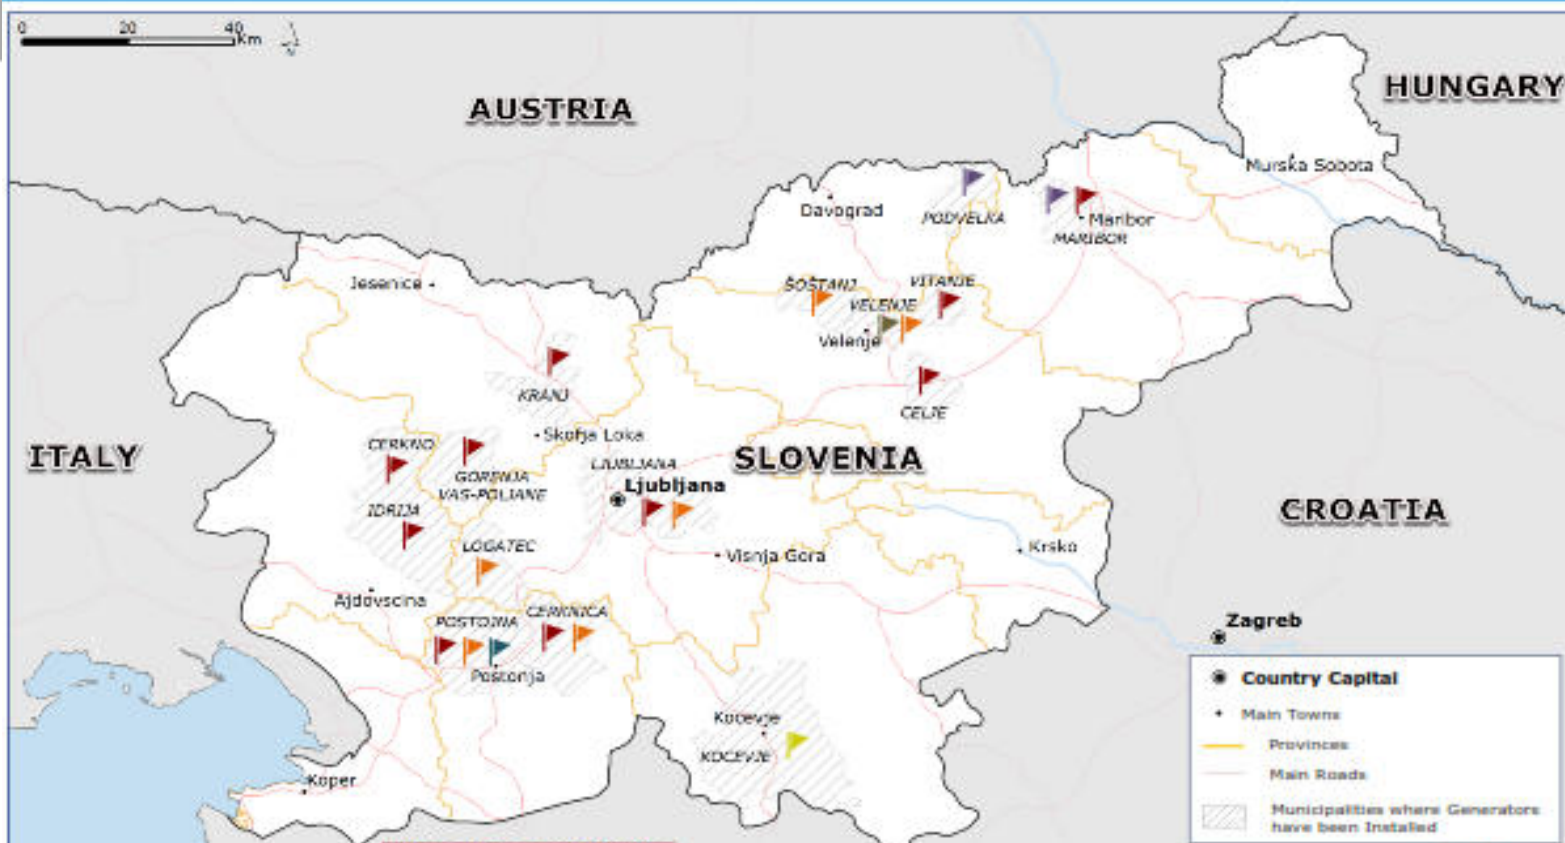 0 20 40 Km
N
AUSTRIA
HUNGARY
Murska Sobota
Davograd
PODVELKA
Maribor
MARIBOR
Jesenice
ŠOŠTANJ
VITANJE
VELENJE
Velenje
KRANJ
CELJE
Skofja Loka
CERKNO
ITALY
SLOVENIA
LJUBLJANA
GORENJA
VAS-POLJANE
Ljubljana
IDRIJA
CROATIA
LOGATEC
Visnja Gora
Krsko
Ajdovscina
POSTOJNA
CERKNICA
Zagreb
Postonja
Country Capital
Kocevje
Main Towns
KOCEVJE
Provinces
Koper
Main Roads
Municipalities where Generators
have been Installed